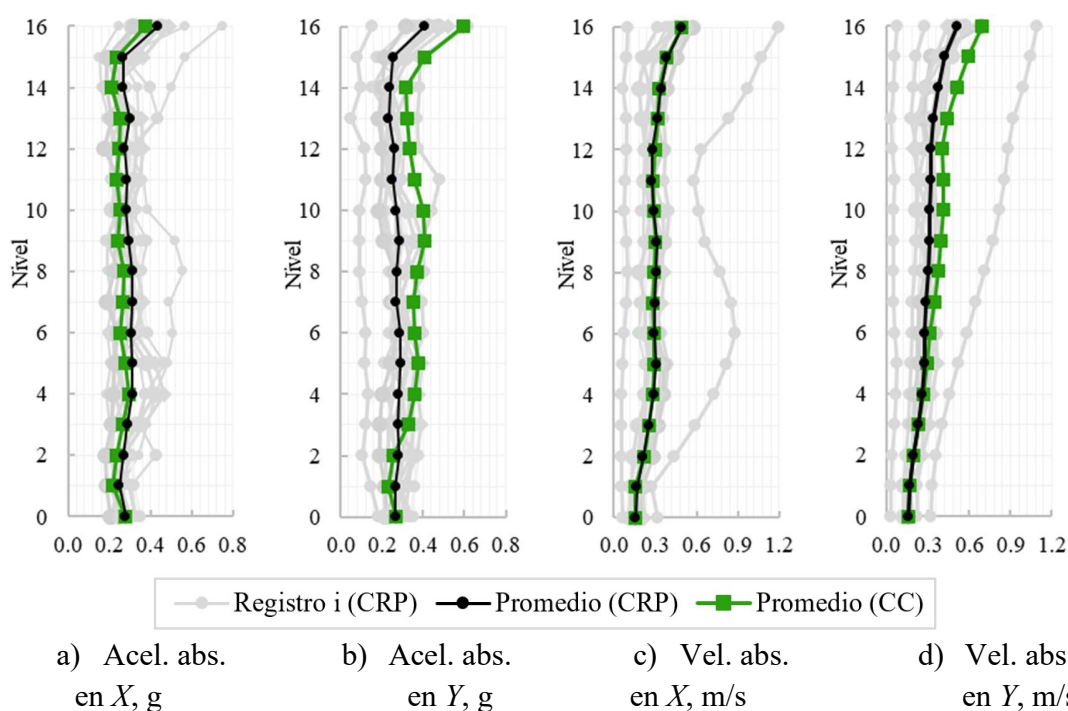 16
14
12
10
8
6
4
2
0
Nivel
0.0 0.2 0.4 0.6 0.8
16
14
12
10
8
6
4
2
0
Nivel
0.0 0.2 0.4 0.6 0.8
16
14
12
10
8
6
4
2
0
Nivel
0.0 0.3 0.6 0.9 1.2
16
14
12
10
8
6
4
2
0
Nivel
0.0 0.3 0.6 0.9 1.2
Registro i (CRP) Promedio (CRP) Promedio (CC)
a) Acel. abs.
en X, g
b) Acel. abs.
en Y, g
c) Vel. abs.
en X, m/s
d) Vel. abs
en Y, m/s